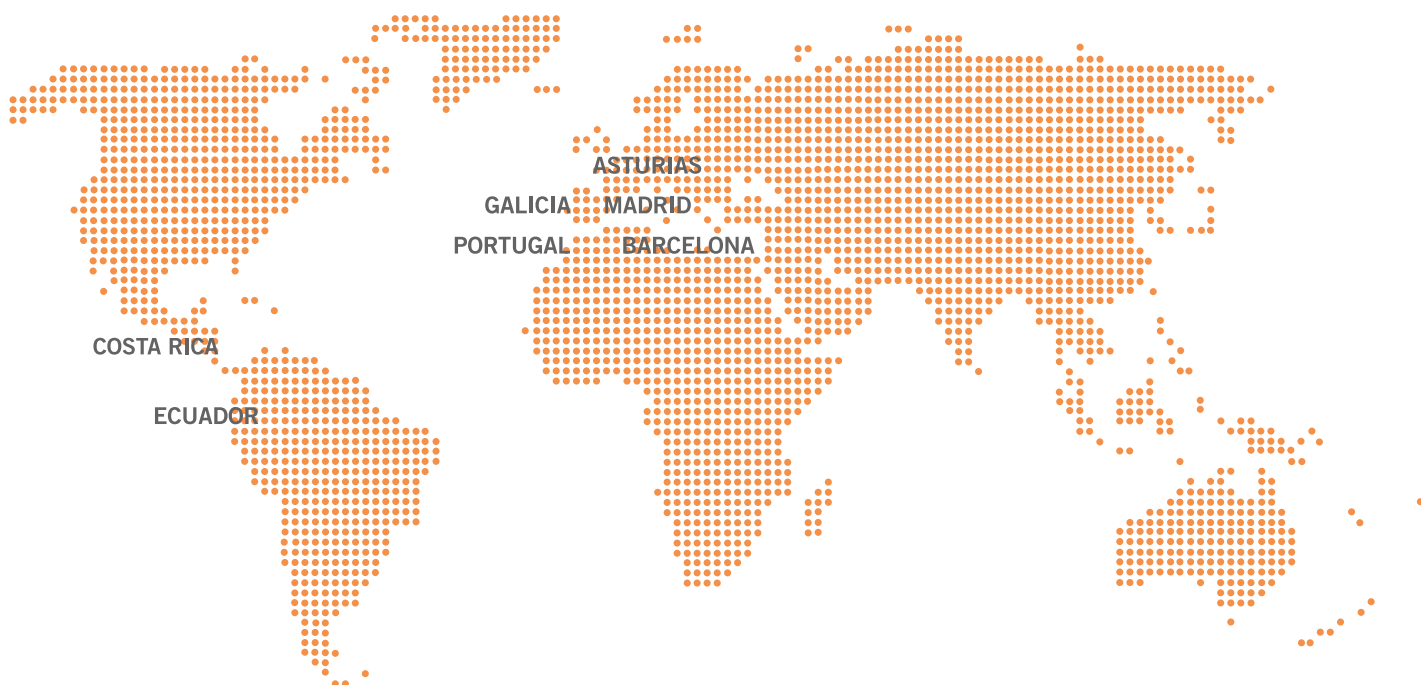 ASTURIAS
GALICIA MADRID
PORTUGAL BARCELONA
COSTA RICA
ECUADOR